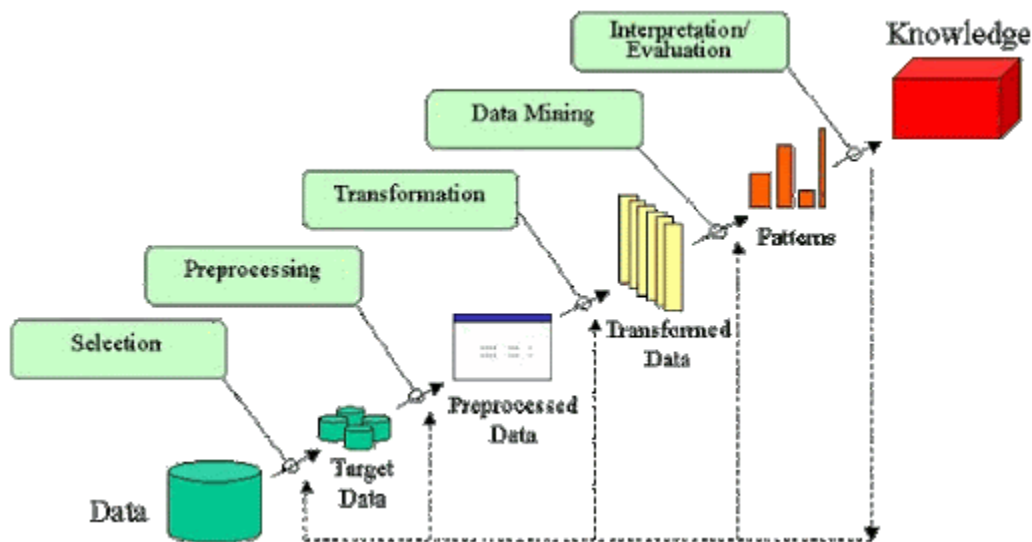 Interpretation/
Evaluation
Knowledge
Data Mining
Transformation
Patterns
Preprocessing
Transformed
Data
Selection
Preprocessed
Data
Target
Data
Data